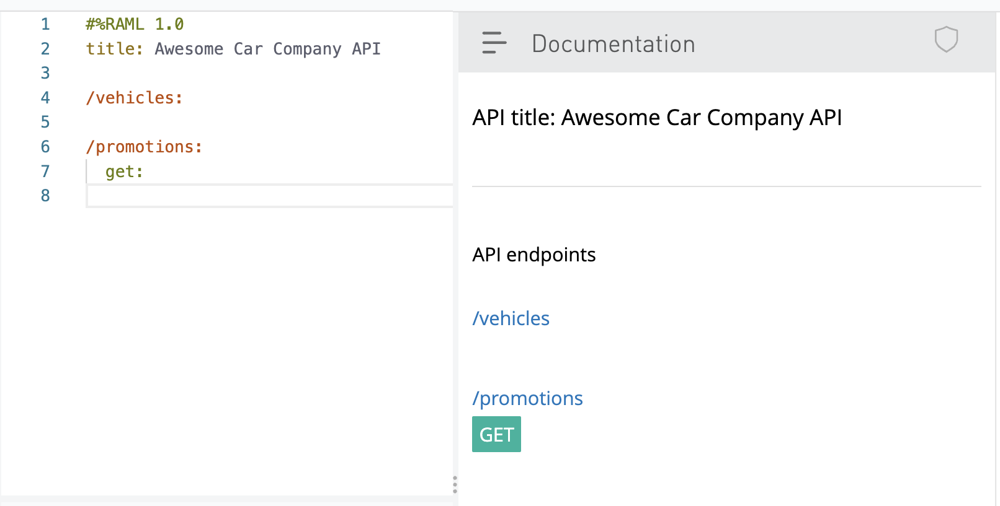 1 #%RAML 1.0
2 title: Awesome Car Company API
3
4 /vehicles:
5
6 /promotions:
7   get:
8
Documentation
API title: Awesome Car Company API
API endpoints
/vehicles
/promotions
GET